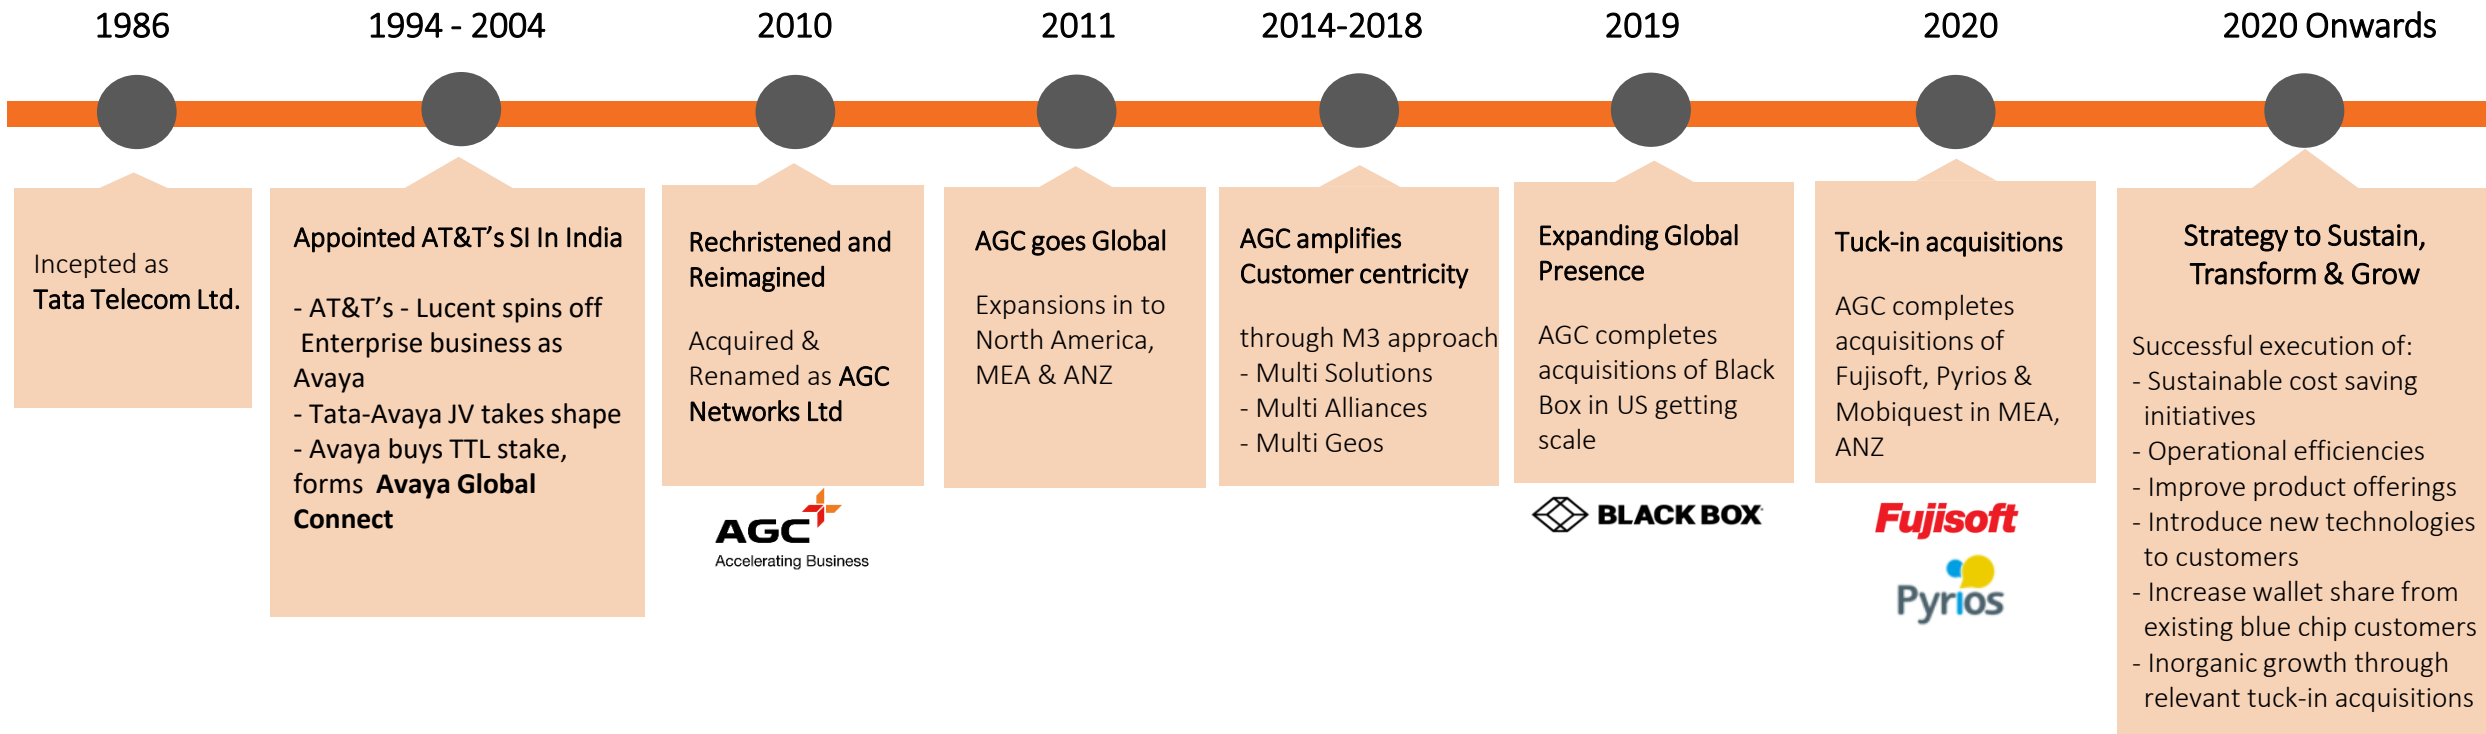 1986
Incepted as
Tata Telecom Ltd.
1994 - 2004
Appointed AT&T's SI In India
- AT&T's - Lucent spins off
Enterprise business as
Avaya
- Tata-Avaya JV takes shape
- Avaya buys TTL stake,
forms Avaya Global
Connect
2010
Rechristened and
Reimagined
Acquired &
Renamed as AGC
Networks Ltd
AGC
Accelerating Business
2011
AGC goes Global
Expansions in to
North America,
MEA & ANZ
2014-2018
AGC amplifies
Customer centricity
through M3 approach
- Multi Solutions
- Multi Alliances
- Multi Geos
2019
Expanding Global
Presence
AGC completes
acquisitions of Black
Box in US getting
scale
BLACK BOX
2020
Tuck-in acquisitions
AGC completes
acquisitions of
Fujisoft, Pyrios &
Mobiquest in MEA,
ANZ
Fujisoft
Pyrios
2020 Onwards
Strategy to Sustain,
Transform & Grow
Successful execution of:
- Sustainable cost saving
initiatives
- Operational efficiencies
- Improve product offerings
- Introduce new technologies
to customers
- Increase wallet share from
existing blue chip customers
- Inorganic growth through
relevant tuck-in acquisitions